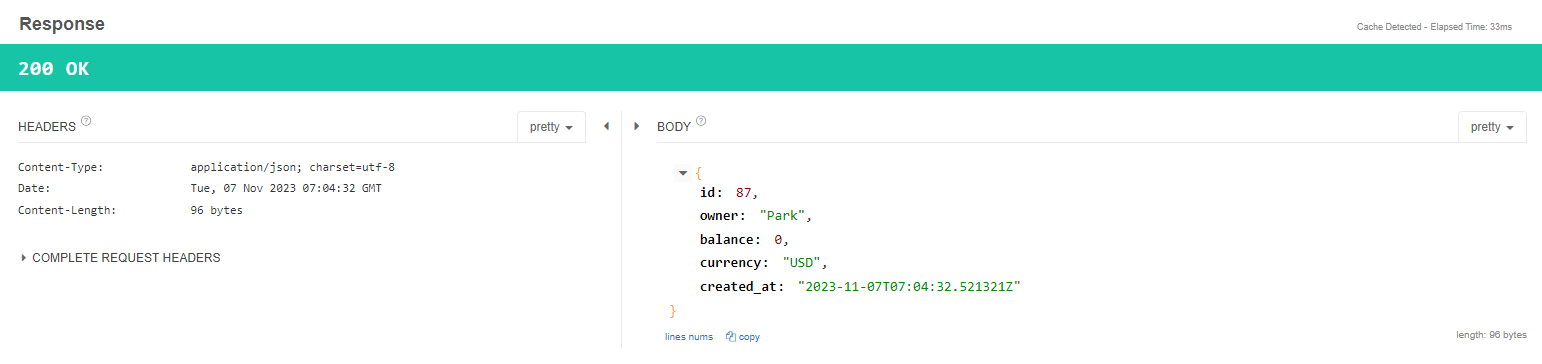 Response
Cache Detected - Elapsed Time: 33ms
200 OK
HEADERS ?
pretty
Content-Type: application/json; charset=utf-8
Date: Tue, 07 Nov 2023 07:04:32 GMT
Content-Length: 96 bytes
COMPLETE REQUEST HEADERS
BODY ?
pretty
{
id: 87,
owner: "Park",
balance: 0,
currency: "USD",
created_at: "2023-11-07T07:04:32.521321Z"
}
lines nums copy
length: 96 bytes